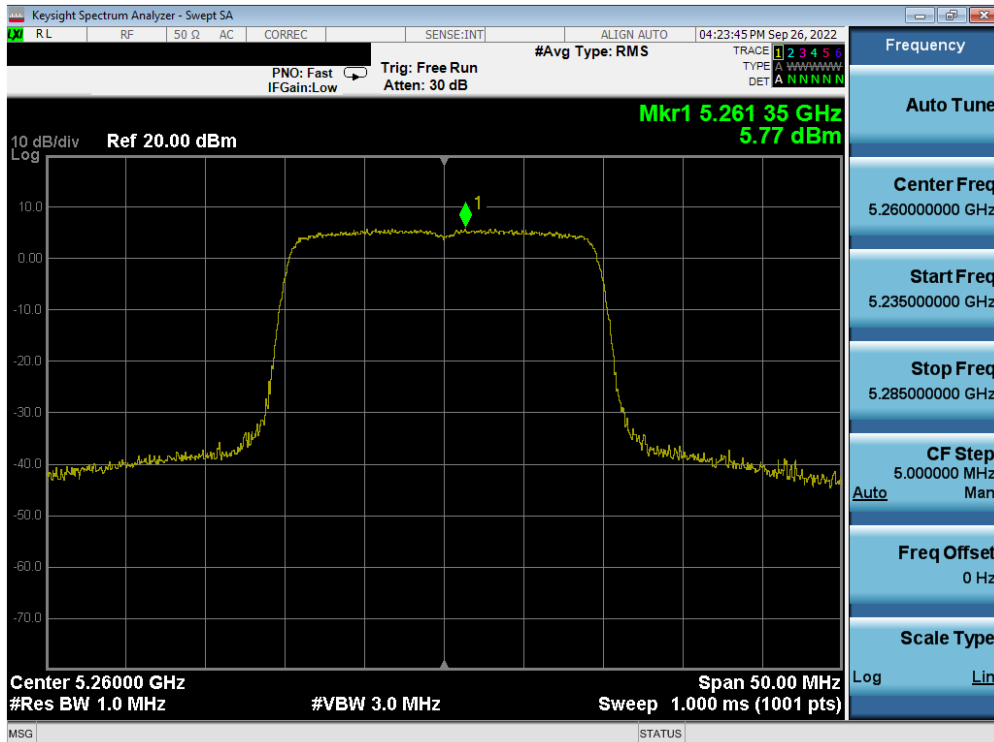 Keysight Spectrum Analyzer - Swept SA
LXI RL RF 50 Ω AC CORREC SENSE:INT ALIGN AUTO 04:23:45 PM Sep 26, 2022
#Avg Type: RMS TRACE 1 2 3 4 5 6
PNO: Fast Trig: Free Run TYPE A WWWWW
IFGain:Low Atten: 30 dB DET A N N N N N
Mkr1 5.261 35 GHz
5.77 dBm
10 dB/div Ref 20.00 dBm
Log
1
10.0
0.00
-10.0
-20.0
-30.0
-40.0
-50.0
-60.0
-70.0
Center 5.26000 GHz Span 50.00 MHz
#Res BW 1.0 MHz #VBW 3.0 MHz Sweep 1.000 ms (1001 pts)
MSG STATUS
Frequency
Auto Tune
Center Freq
5.260000000 GHz
Start Freq
5.235000000 GHz
Stop Freq
5.285000000 GHz
CF Step
5.000000 MHz
Auto Man
Freq Offset
0 Hz
Scale Type
Log Lin